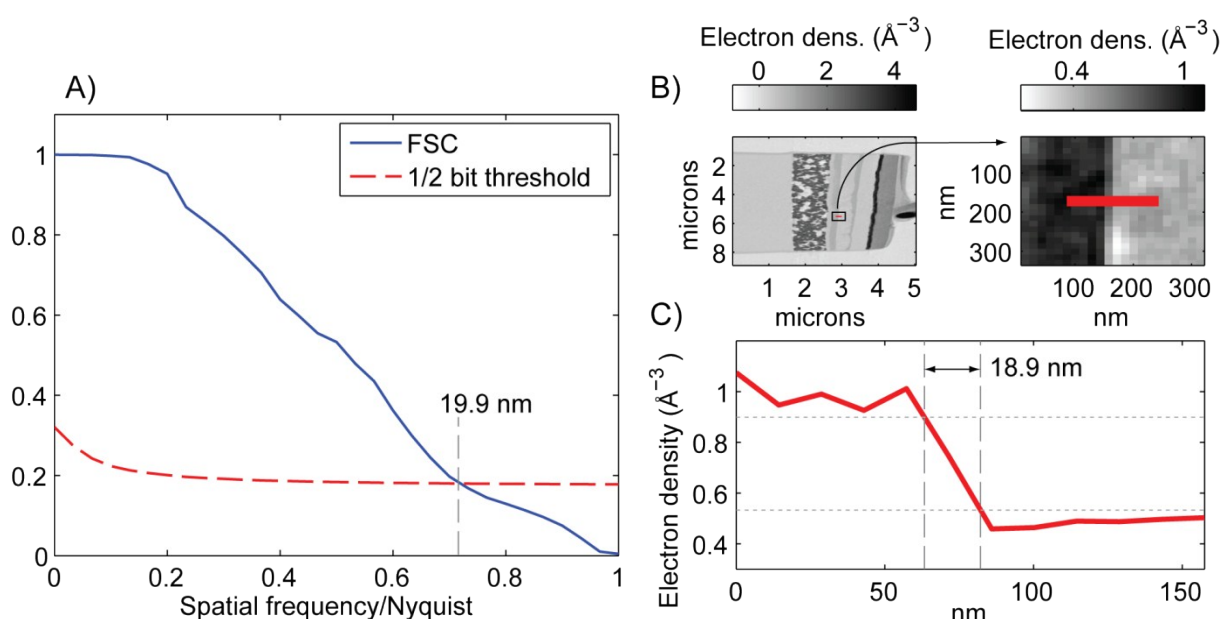 A)
FSC
1/2 bit threshold
19.9 nm
1
0.8
0.6
0.4
0.2
0
0 0.2 0.4 0.6 0.8 1
Spatial frequency/Nyquist
B)
Electron dens. (Å⁻³)
0 2 4
2
4
6
8
microns
1 2 3 4 5
microns
Electron dens. (Å⁻³)
0.4 1
100
200
300
nm
100 200 300
nm
C)
18.9 nm
1
0.8
0.6
0.4
Electron density (Å⁻³)
0 50 100 150
nm